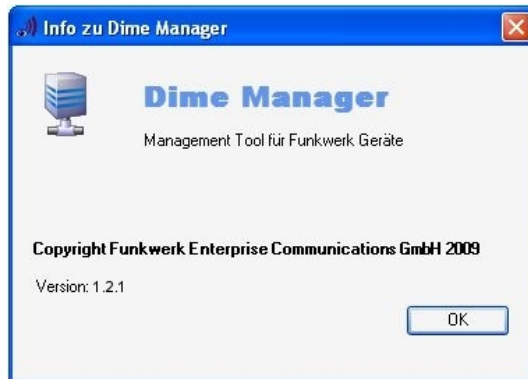 Info zu Dime Manager
Dime Manager
Management Tool für Funkwerk Geräte
Copyright Funkwerk Enterprise Communications GmbH 2009
Version: 1.2.1
OK